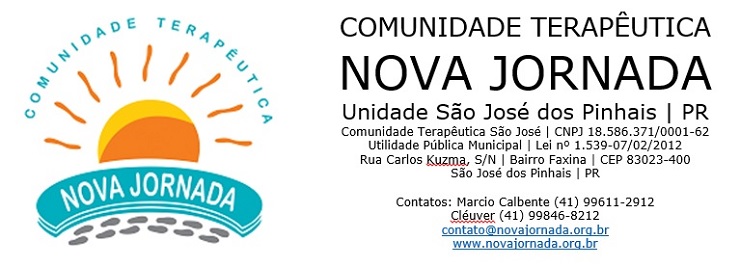 COMUNIDADE TERAPÊUTICA
NOVA JORNADA
COMUNIDADE TERAPÊUTICA
NOVA JORNADA
Unidade São José dos Pinhais | PR
Comunidade Terapêutica São José | CNPJ 18.586.371/0001-62
Utilidade Pública Municipal | Lei nº 1.539-07/02/2012
Rua Carlos Kuzma, S/N | Bairro Faxina | CEP 83023-400
São José dos Pinhais | PR
Contatos: Marcio Calbente (41) 99611-2912
Cléuver (41) 99846-8212
contato@novajornada.org.br
www.novajornada.org.br